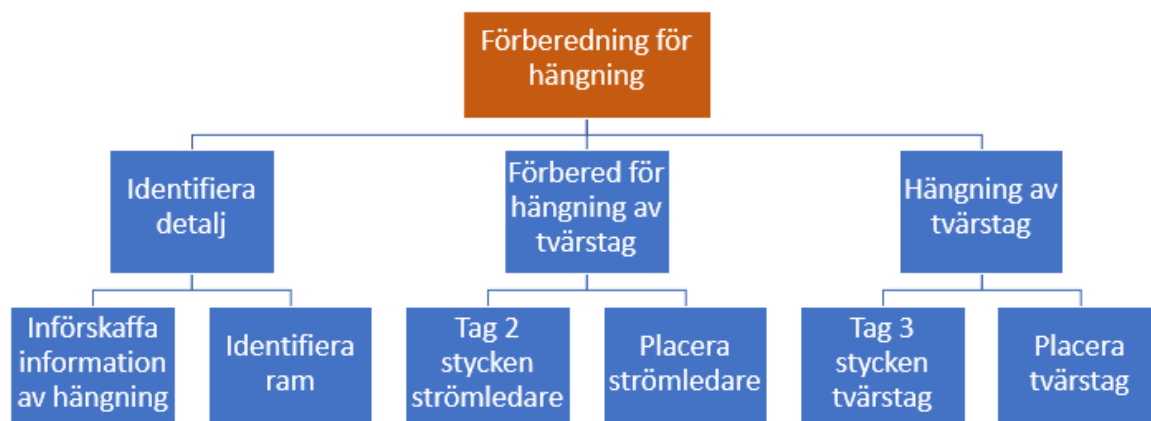 Förberedning för
hängning
Identifiera
detalj
Förbered för
hängning av
tvärstag
Hängning av
tvärstag
Införskaffa
information
av hängning
Identifiera
ram
Tag 2
stycken
strömledare
Placera
strömledare
Tag 3
stycken
tvärstag
Placera
tvärstag